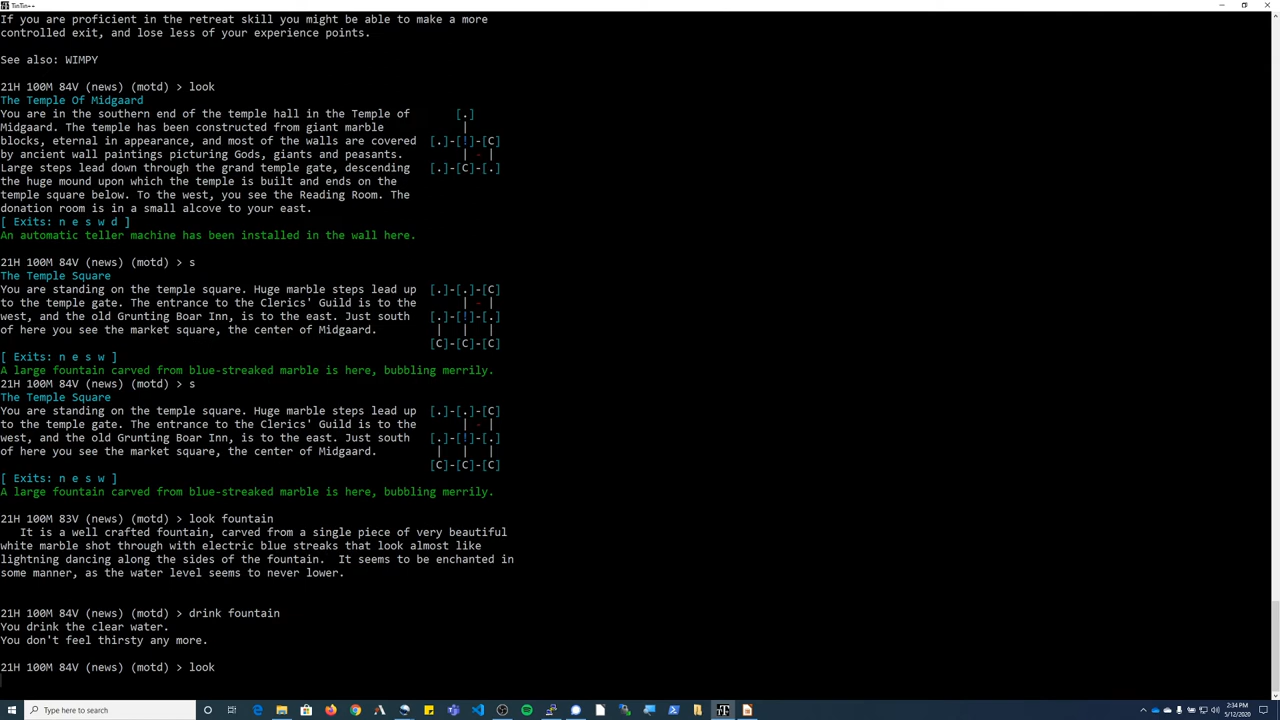 TinTin++
If you are proficient in the retreat skill you might be able to make a more
controlled exit, and lose less of your experience points.
See also: WIMPY
21H 100M 84V (news) (motd) > look
The Temple Of Midgaard
You are in the southern end of the temple hall in the Temple of [.]
Midgaard. The temple has been constructed from giant marble |
blocks, eternal in appearance, and most of the walls are covered [.]-[!]-[C]
by ancient wall paintings picturing Gods, giants and peasants. | - |
Large steps lead down through the grand temple gate, descending [.]-[C]-[.]
the huge mound upon which the temple is built and ends on the
temple square below. To the west, you see the Reading Room. The
donation room is in a small alcove to your east.
[ Exits: n e s w d ]
An automatic teller machine has been installed in the wall here.
21H 100M 84V (news) (motd) > s
The Temple Square
You are standing on the temple square. Huge marble steps lead up [.]-[.]-[C]
to the temple gate. The entrance to the Clerics' Guild is to the | - |
west, and the old Grunting Boar Inn, is to the east. Just south [.]-[!]-[.]
of here you see the market square, the center of Midgaard. | | |
[C]-[C]-[C]
[ Exits: n e s w ]
A large fountain carved from blue-streaked marble is here, bubbling merrily.
21H 100M 84V (news) (motd) > s
The Temple Square
You are standing on the temple square. Huge marble steps lead up [.]-[.]-[C]
to the temple gate. The entrance to the Clerics' Guild is to the | - |
west, and the old Grunting Boar Inn, is to the east. Just south [.]-[!]-[.]
of here you see the market square, the center of Midgaard. | | |
[C]-[C]-[C]
[ Exits: n e s w ]
A large fountain carved from blue-streaked marble is here, bubbling merrily.
21H 100M 83V (news) (motd) > look fountain
It is a well crafted fountain, carved from a single piece of very beautiful
white marble shot through with electric blue streaks that look almost like
lightning dancing along the sides of the fountain.  It seems to be enchanted in
some manner, as the water level seems to never lower.
21H 100M 84V (news) (motd) > drink fountain
You drink the clear water.
You don't feel thirsty any more.
21H 100M 84V (news) (motd) > look
Type here to search
2:34 PM
5/12/2020